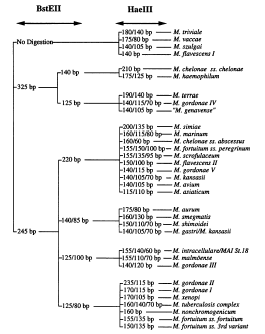 BstEII HaeIII
No Digestion
180/140 bp M. triviale
175/80 bp M. vaccae
140/105 bp M. szulgai
140 bp M. flavescens I
325 bp
140 bp
210 bp M. chelonae ss. chelonae
175/125 bp M. haemophilum
125 bp
190/140 bp M. terrae
140/115/70 bp M. gordonae IV
140/105 bp "M. genavense"
220 bp
200/135 bp M. simiae
160/115/80 bp M. marinum
160/60 bp M. chelonae ss. abscessus
155/150/100 bp M. fortuitum ss. peregrinum
155/135/95 bp M. scrofulaceum
150/100 bp M. flavescens II
140/115 bp M. gordonae V
140/105/70 bp M. kansasii
140/105 bp M. avium
115/110 bp M. asiaticum
245 bp
140/85 bp
175/80 bp M. aurum
160/130 bp M. smegmatis
150/110/70 bp M. shimoidei
140/105/70 bp M. gastri/M. kansasii
125/100 bp
155/140/60 bp M. intracellulare/MAI St.18
155/110/70 bp M. malmoense
140/120 bp M. gordonae III
125/80 bp
235/115 bp M. gordonae II
170/115 bp M. gordonae I
170/105 bp M. xenopi
160/140/70 bp M. tuberculosis complex
160 bp M. nonchromogenicum
155/135 bp M. fortuitum ss. fortuitum
150/135 bp M. fortuitum ss. 3rd variant